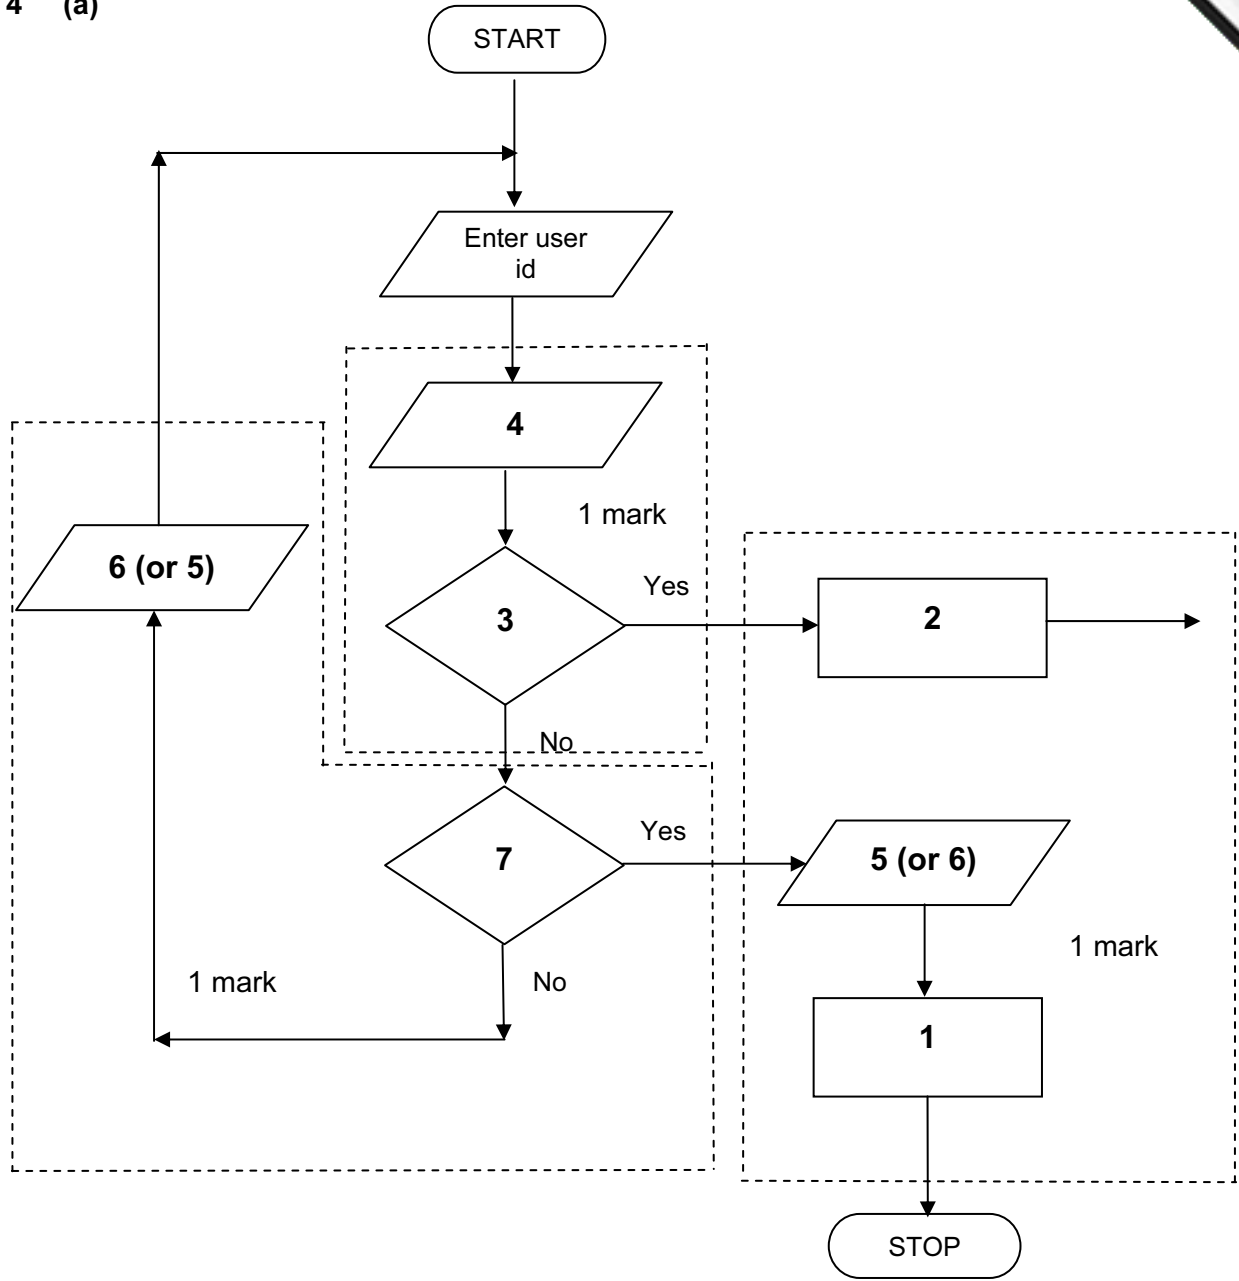 4 (a)
START
Enter user
id
4
1 mark
6 (or 5)
Yes
3
2
No
Yes
7
5 (or 6)
1 mark
1 mark
No
1
STOP